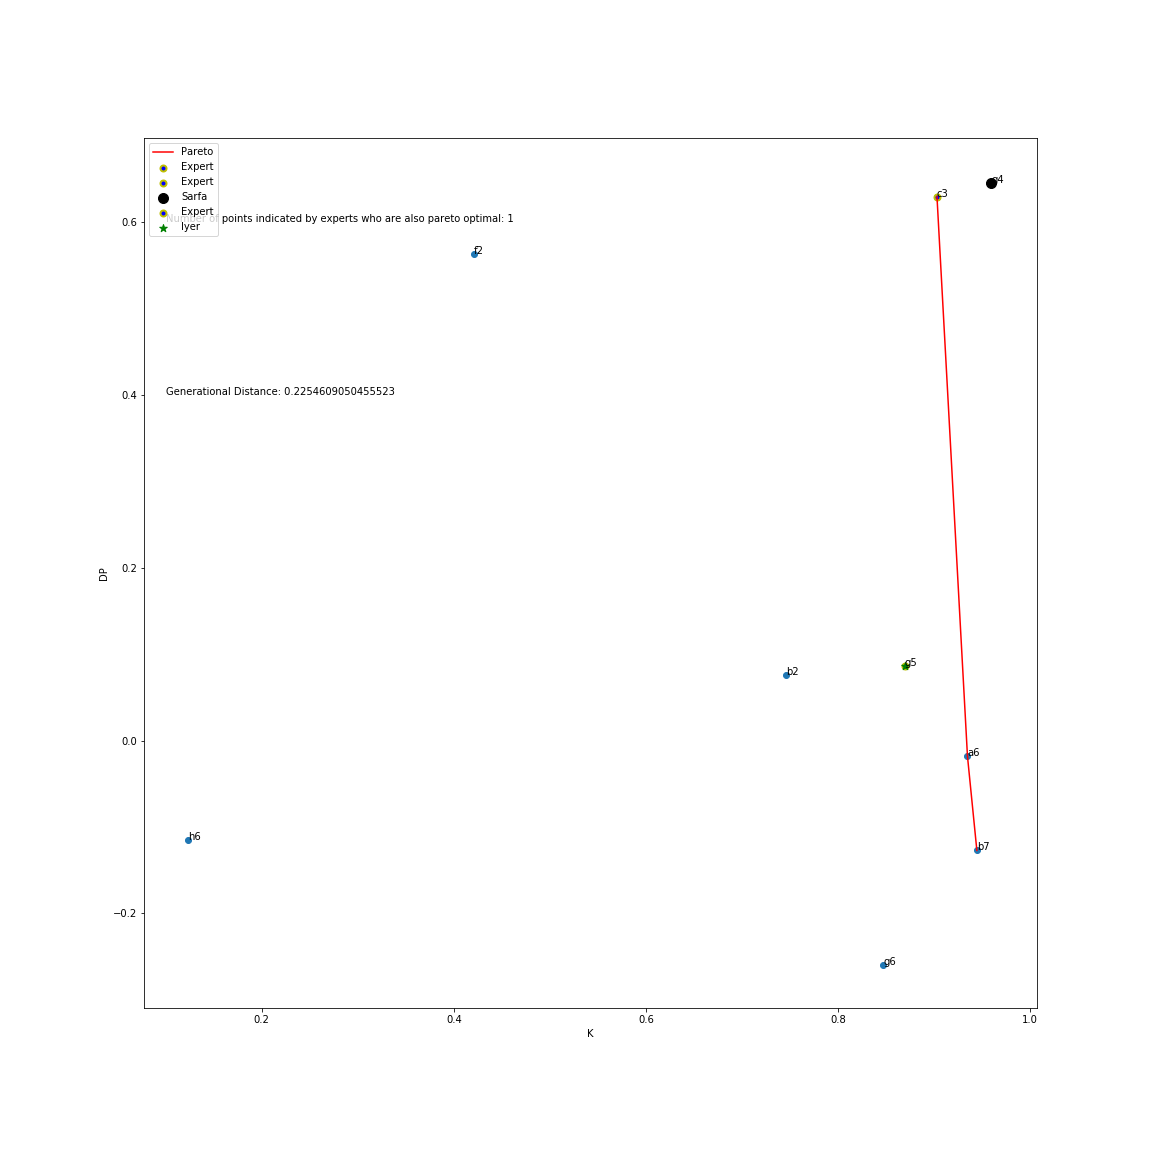 Pareto
Expert
Expert
Sarfa
Expert
Iyer
Number of points indicated by experts who are also pareto optimal: 1
Generational Distance: 0.2254609050455523
c3
f2
b2
a6
h6
b7
g6
0.6
0.4
0.2
0.0
−0.2
DP
0.2
0.4
0.6
0.8
1.0
K